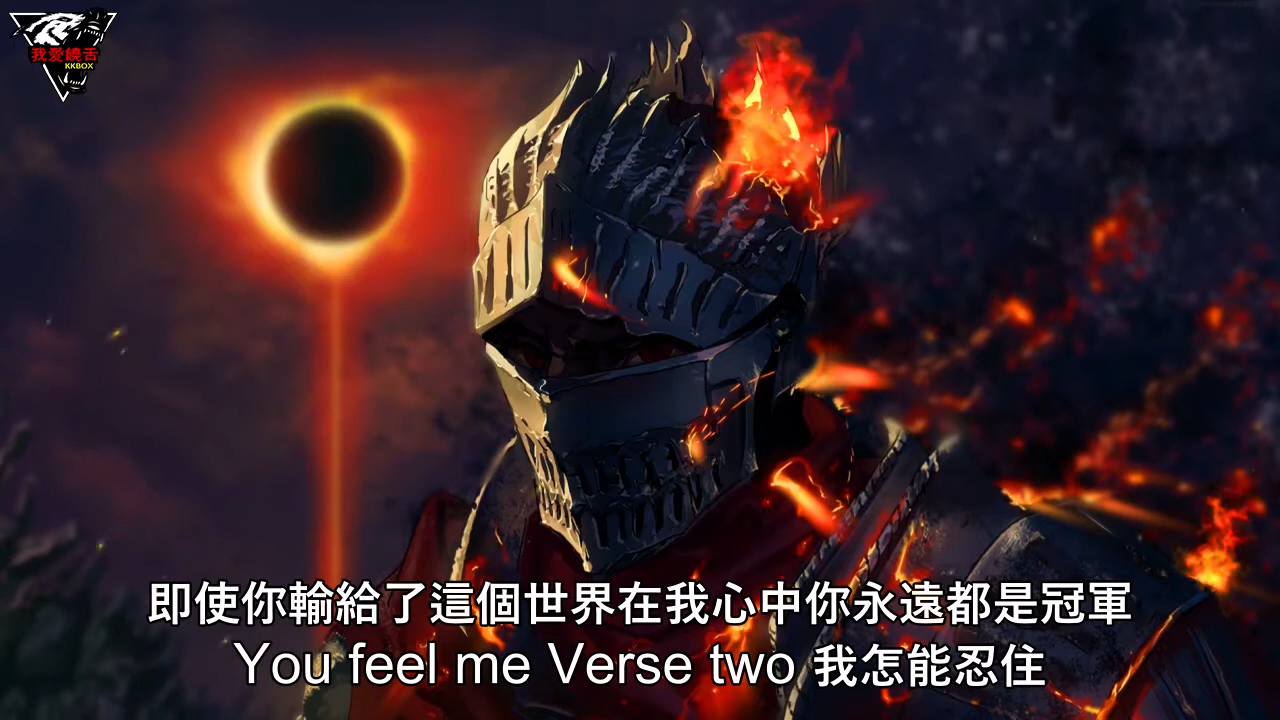 我愛饒舌
KKBOX
即使你輸給了這個世界在我心中你永遠都是冠軍
You feel me Verse two 我怎能忍住